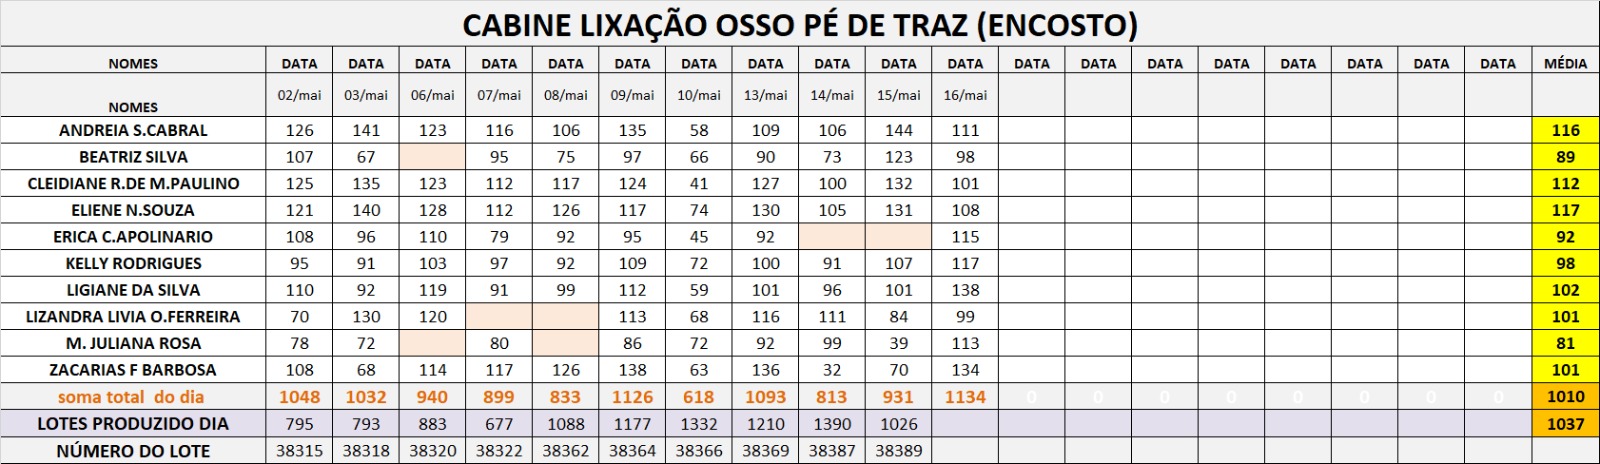 CABINE LIXAÇÃO OSSO PÉ DE TRAZ (ENCOSTO)
NOMES DATA DATA DATA DATA DATA DATA DATA DATA DATA DATA DATA DATA DATA DATA DATA DATA DATA DATA DATA MÉDIA
NOMES 02/mai 03/mai 06/mai 07/mai 08/mai 09/mai 10/mai 13/mai 14/mai 15/mai 16/mai
ANDREIA S.CABRAL 126 141 123 116 106 135 58 109 106 144 111 116
BEATRIZ SILVA 107 67 95 75 97 66 90 73 123 98 89
CLEIDIANE R.DE M.PAULINO 125 135 123 112 117 124 41 127 100 132 101 112
ELIENE N.SOUZA 121 140 128 112 126 117 74 130 105 131 108 117
ERICA C.APOLINARIO 108 96 110 79 92 95 45 92 115 92
KELLY RODRIGUES 95 91 103 97 92 109 72 100 91 107 117 98
LIGIANE DA SILVA 110 92 119 91 99 112 59 101 96 101 138 102
LIZANDRA LIVIA O.FERREIRA 70 130 120 113 68 116 111 84 99 101
M. JULIANA ROSA 78 72 80 86 72 92 99 39 113 81
ZACARIAS F BARBOSA 108 68 114 117 126 138 63 136 32 70 134 101
soma total do dia 1048 1032 940 899 833 1126 618 1093 813 931 1134 0 0 0 0 0 0 0 0 1010
LOTES PRODUZIDO DIA 795 793 883 677 1088 1177 1332 1210 1390 1026 1037
NÚMERO DO LOTE 38315 38318 38320 38322 38362 38364 38366 38369 38387 38389